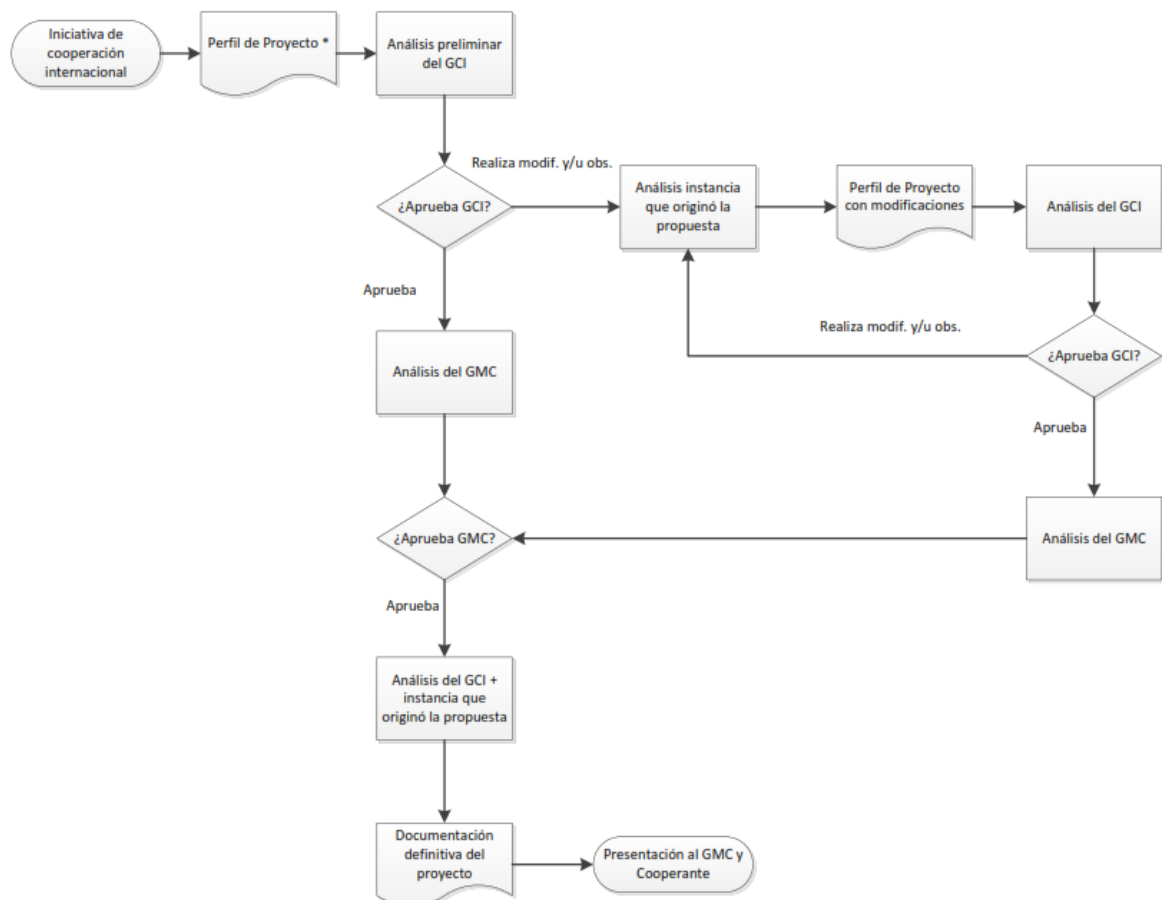 Iniciativa de
cooperación
internacional
Perfil de Proyecto *
Análisis preliminar
del GCI
Realiza modif. y/u obs.
¿Aprueba GCI?
Análisis instancia
que originó la
propuesta
Perfil de Proyecto
con modificaciones
Análisis del GCI
Aprueba
Realiza modif. y/u obs.
¿Aprueba GCI?
Análisis del GMC
Aprueba
¿Aprueba GMC?
Análisis del GMC
Aprueba
Análisis del GCI +
instancia que
originó la propuesta
Documentación
definitiva del
proyecto
Presentación al GMC y
Cooperante